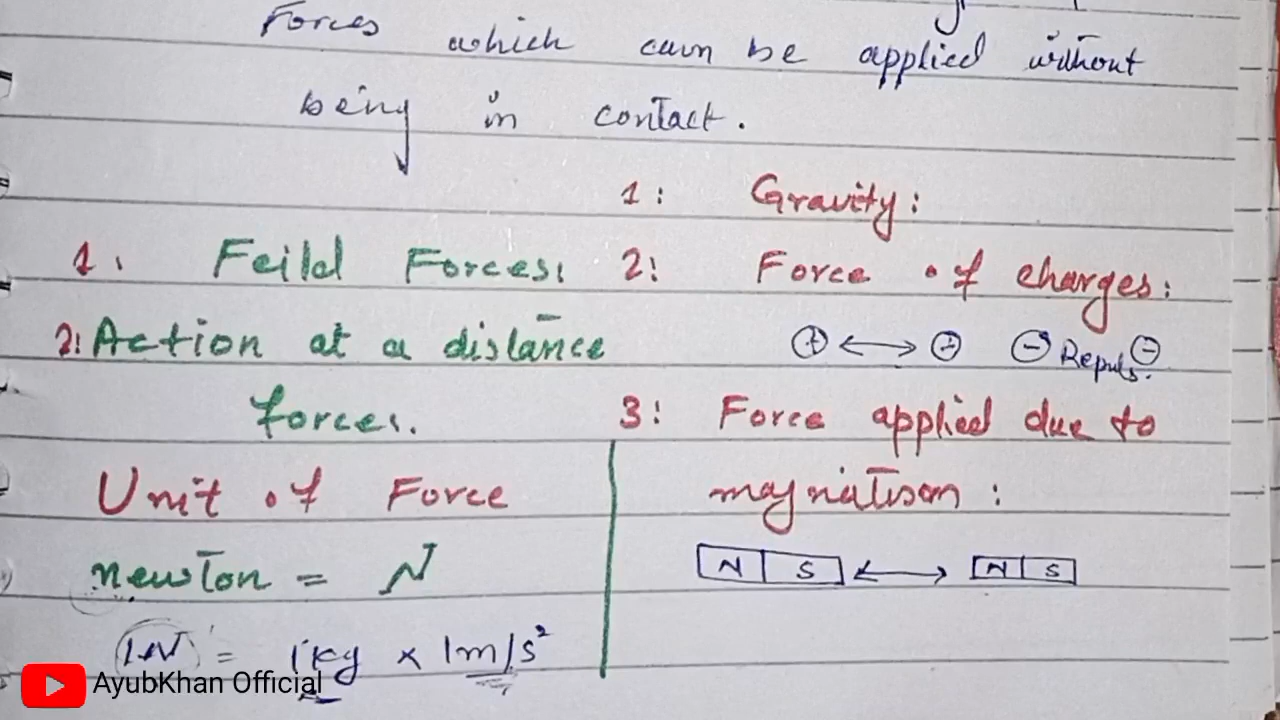 Forces which can be applied without
being in contact.
1: Gravity:
1. Feild Forces: 2: Force of charges:
2: Action at a distance
+ ↔ + - Repuls. -
forces.
3: Force applied due to
magnatism:
Unit of Force
newton = N
N S ↔ N S
1N = 1kg × 1m/s²
AyubKhan Official